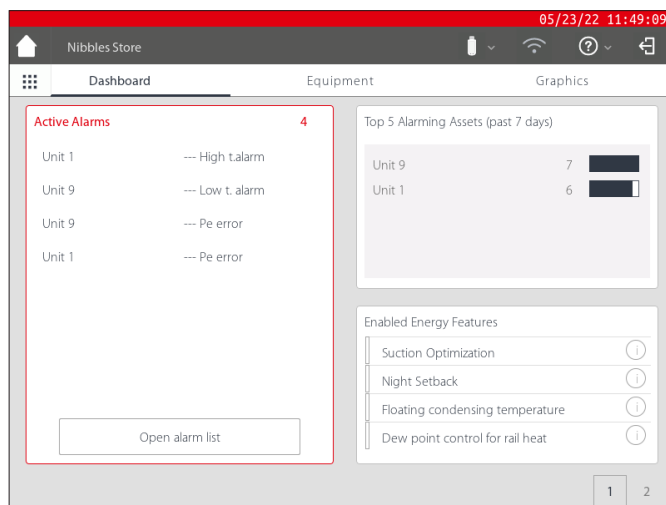 05/23/22 11:49:09
Nibbles Store
?
Dashboard Equipment Graphics
Active Alarms 4
Unit 1 --- High t.alarm
Unit 9 --- Low t. alarm
Unit 9 --- Pe error
Unit 1 --- Pe error
Open alarm list
Top 5 Alarming Assets (past 7 days)
Unit 9 7
Unit 1 6
Enabled Energy Features
Suction Optimization i
Night Setback i
Floating condensing temperature i
Dew point control for rail heat i
1 2